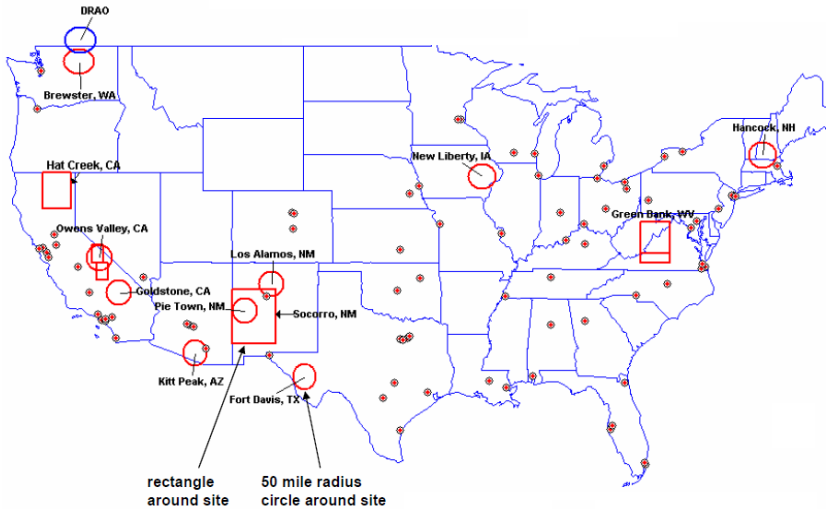 DRAO
Brewster, WA
Hancock, NH
New Liberty, IA
Hat Creek, CA
Green Bank, WV
Owens Valley, CA
Los Alamos, NM
Goldstone, CA
Pie Town, NM
Socorro, NM
Kitt Peak, AZ
Fort Davis, TX
rectangle
around site
50 mile radius
circle around site